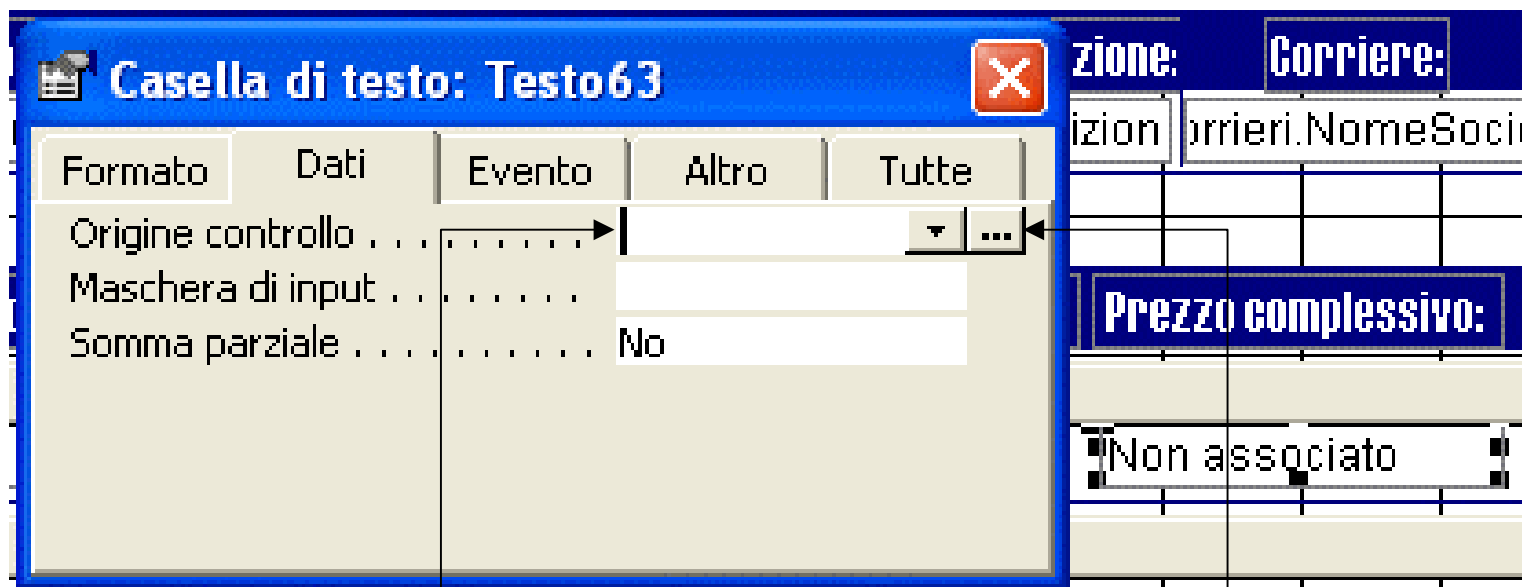 Casella di testo: Testo63
zione: Corriere:
izion orrieri.NomeSoci
Formato Dati Evento Altro Tutte
Origine controllo . . . . . . . . . ...
Maschera di input . . . . . . . .
Somma parziale . . . . . . . . . . No
Prezzo complessivo:
Non associato